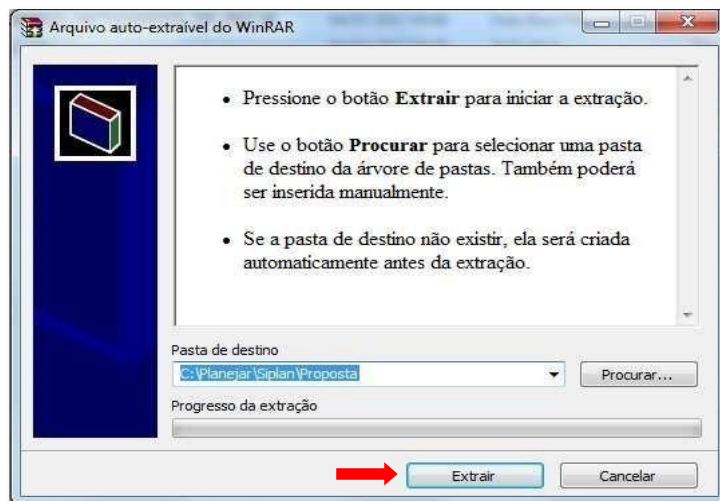 Arquivo auto-extraível do WinRAR
• Pressione o botão Extrair para iniciar a extração.
• Use o botão Procurar para selecionar uma pasta
de destino da árvore de pastas. Também poderá
ser inserida manualmente.
• Se a pasta de destino não existir, ela será criada
automaticamente antes da extração.
Pasta de destino
C:\Planejar\Siplan\Proposta
Procurar...
Progresso da extração
Extrair
Cancelar